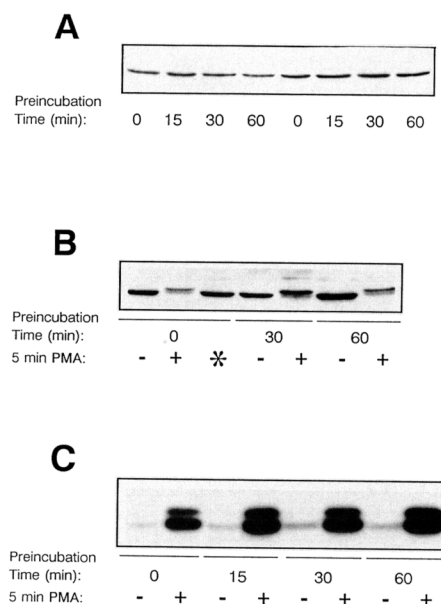 A
Preincubation
Time (min): 0 15 30 60 0 15 30 60
B
Preincubation
Time (min): 0 30 60
5 min PMA: - + * - + - +
C
Preincubation
Time (min): 0 15 30 60
5 min PMA: - + - + - + - +